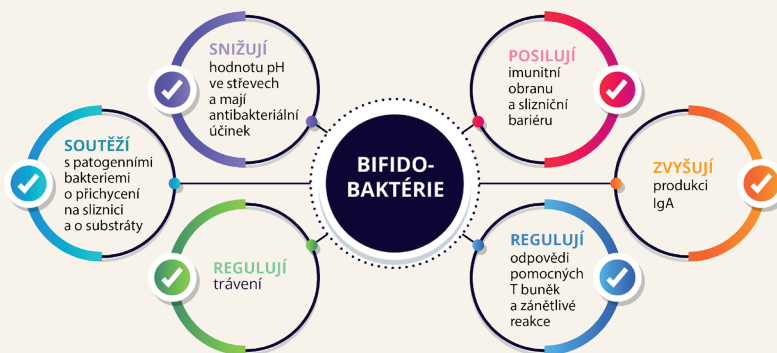 SNIŽUJÍ
hodnotu pH
ve střevech
a mají
antibakteriální
účinek
POSILUJÍ
imunitní
obranu
a slizniční
bariéru
SOUTĚŽÍ
s patogenními
bakteriemi
o přichycení
na sliznici
a o substráty
BIFIDO-
BAKTÉRIE
ZVYŠUJÍ
produkci
IgA
REGULUJÍ
trávení
REGULUJÍ
odpovědi
pomocných
T buněk
a zánětlivé
reakce